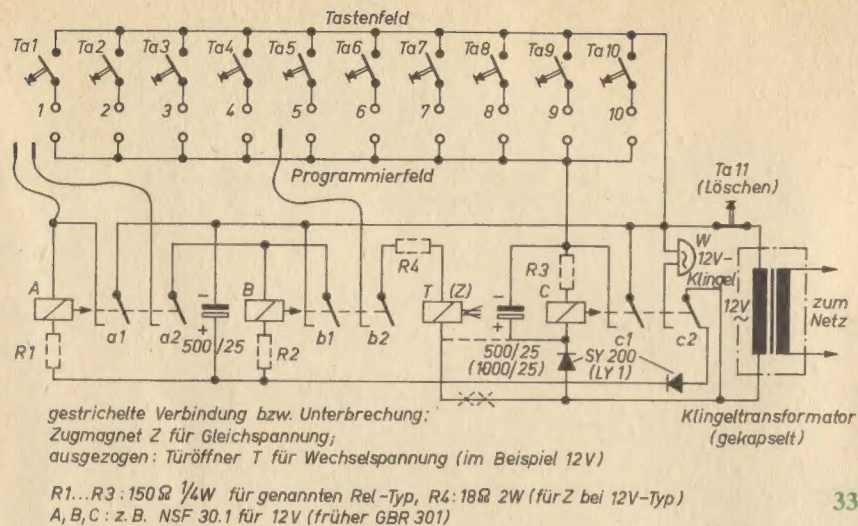 Tastenfeld
Ta1 Ta2 Ta3 Ta4 Ta5 Ta6 Ta7 Ta8 Ta9 Ta10
1 2 3 4 5 6 7 8 9 10
Programmierfeld
Ta11
(Löschen)
A
R1
a1
a2
−
+
500/25
B
R2
b1
b2
R4
T (Z)
−
+
500/25
(1000/25)
R3
C
SY 200
(LY 1)
c1
c2
W
12V–
Klingel
12V
~
zum
Netz
Klingeltransformator
(gekapselt)
gestrichelte Verbindung bzw. Unterbrechung:
Zugmagnet Z für Gleichspannung;
ausgezogen: Türöffner T für Wechselspannung (im Beispiel 12V)
R1...R3: 150Ω 1/4W für genannten Rel-Typ, R4: 18Ω 2W (für Z bei 12V-Typ)
A, B, C: z. B. NSF 30.1 für 12V (früher GBR 301)
33